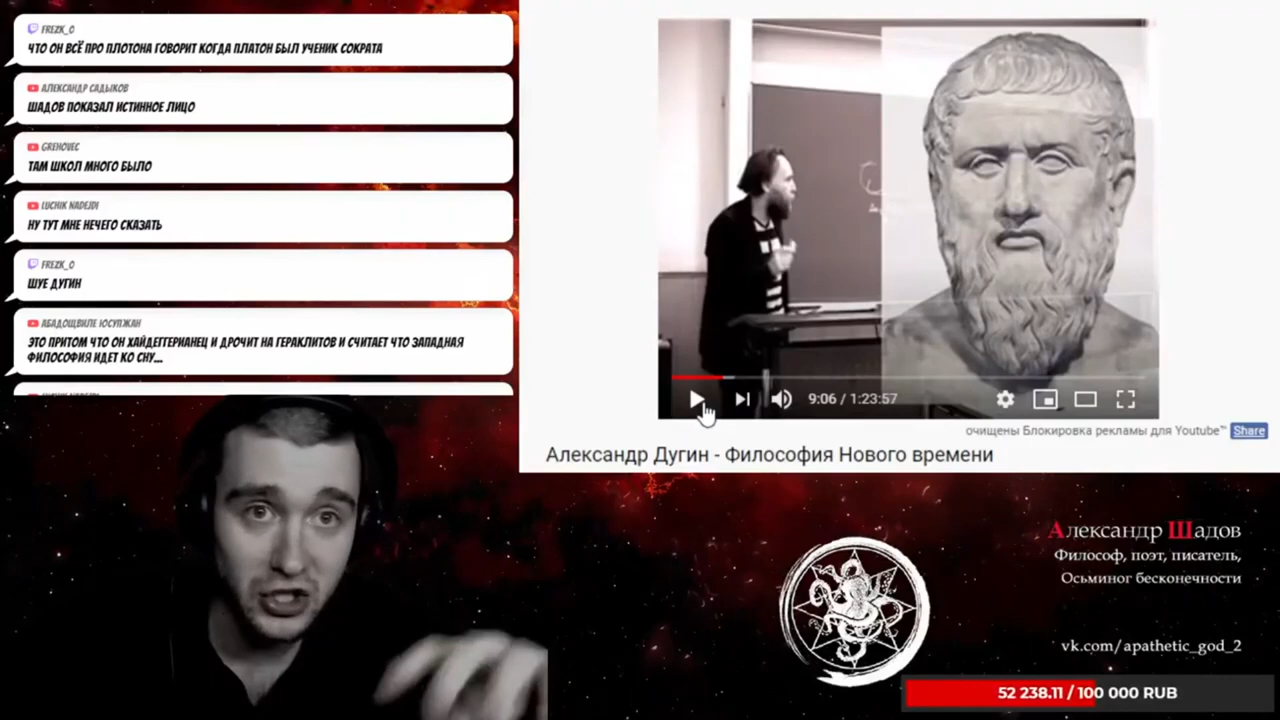 FREZK_O
ЧТО ОН ВСЁ ПРО ПЛОТОНА ГОВОРИТ КОГДА ПЛАТОН БЫЛ УЧЕНИК СОКРАТА
АЛЕКСАНДР САДЫКОВ
ШАДОВ ПОКАЗАЛ ИСТИННОЕ ЛИЦО
GREHOVEC
ТАМ ШКОЛ МНОГО БЫЛО
LUCHIK NADEJDI
НУ ТУТ МНЕ НЕЧЕГО СКАЗАТЬ
FREZK_O
ШУЕ ДУГИН
АБАДОЩВИЛЕ ЮСУПЖАН
ЭТО ПРИТОМ ЧТО ОН ХАЙДЕГГЕРИАНЕЦ И ДРОЧИТ НА ГЕРАКЛИТОВ И СЧИТАЕТ ЧТО ЗАПАДНАЯ
ФИЛОСОФИЯ ИДЕТ КО СНУ...
9:06 / 1:23:57
очищены Блокировка рекламы для Youtube™ Share
Александр Дугин - Философия Нового времени
Александр Шадов
Философ, поэт, писатель,
Осьминог бесконечности
vk.com/apathetic_god_2
52 238.11 / 100 000 RUB